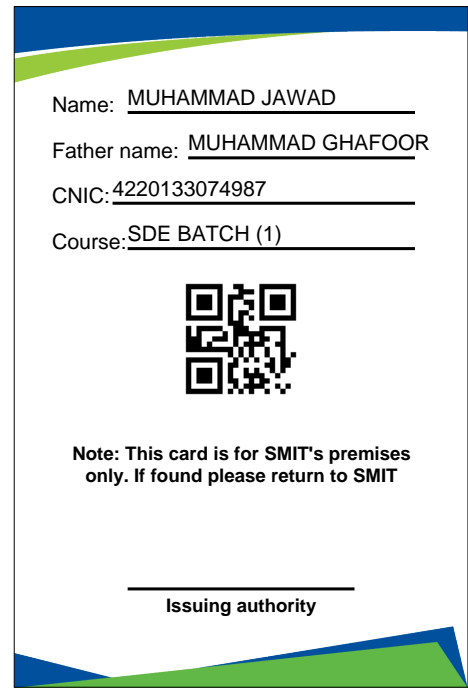 Name: MUHAMMAD JAWAD
Father name: MUHAMMAD GHAFOOR
CNIC: 4220133074987
Course: SDE BATCH (1)
Note: This card is for SMIT's premises
only. If found please return to SMIT
Issuing authority